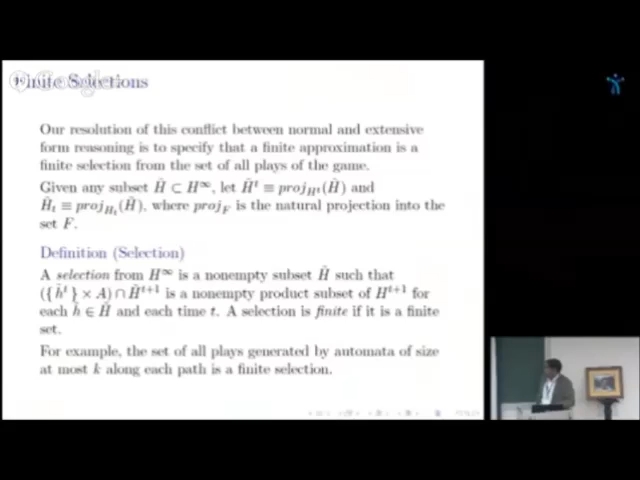 Finite Selections
Our resolution of this conflict between normal and extensive
form reasoning is to specify that a finite approximation is a
finite selection from the set of all plays of the game.
Given any subset H̃ ⊂ H^∞, let H̃^t ≡ proj_{H^t}(H̃) and
H̃_t ≡ proj_{H_t}(H̃), where proj_F is the natural projection into the
set F.
Definition (Selection)
A selection from H^∞ is a nonempty subset H̃ such that
({h̃^t} × A) ∩ H̃^{t+1} is a nonempty product subset of H^{t+1} for
each h̃ ∈ H̃ and each time t. A selection is finite if it is a finite
set.
For example, the set of all plays generated by automata of size
at most k along each path is a finite selection.